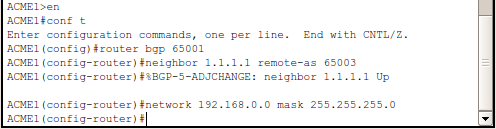 ACME1>en
ACME1#conf t
Enter configuration commands, one per line.  End with CNTL/Z.
ACME1(config)#router bgp 65001
ACME1(config-router)#neighbor 1.1.1.1 remote-as 65003
ACME1(config-router)#%BGP-5-ADJCHANGE: neighbor 1.1.1.1 Up
ACME1(config-router)#network 192.168.0.0 mask 255.255.255.0
ACME1(config-router)#